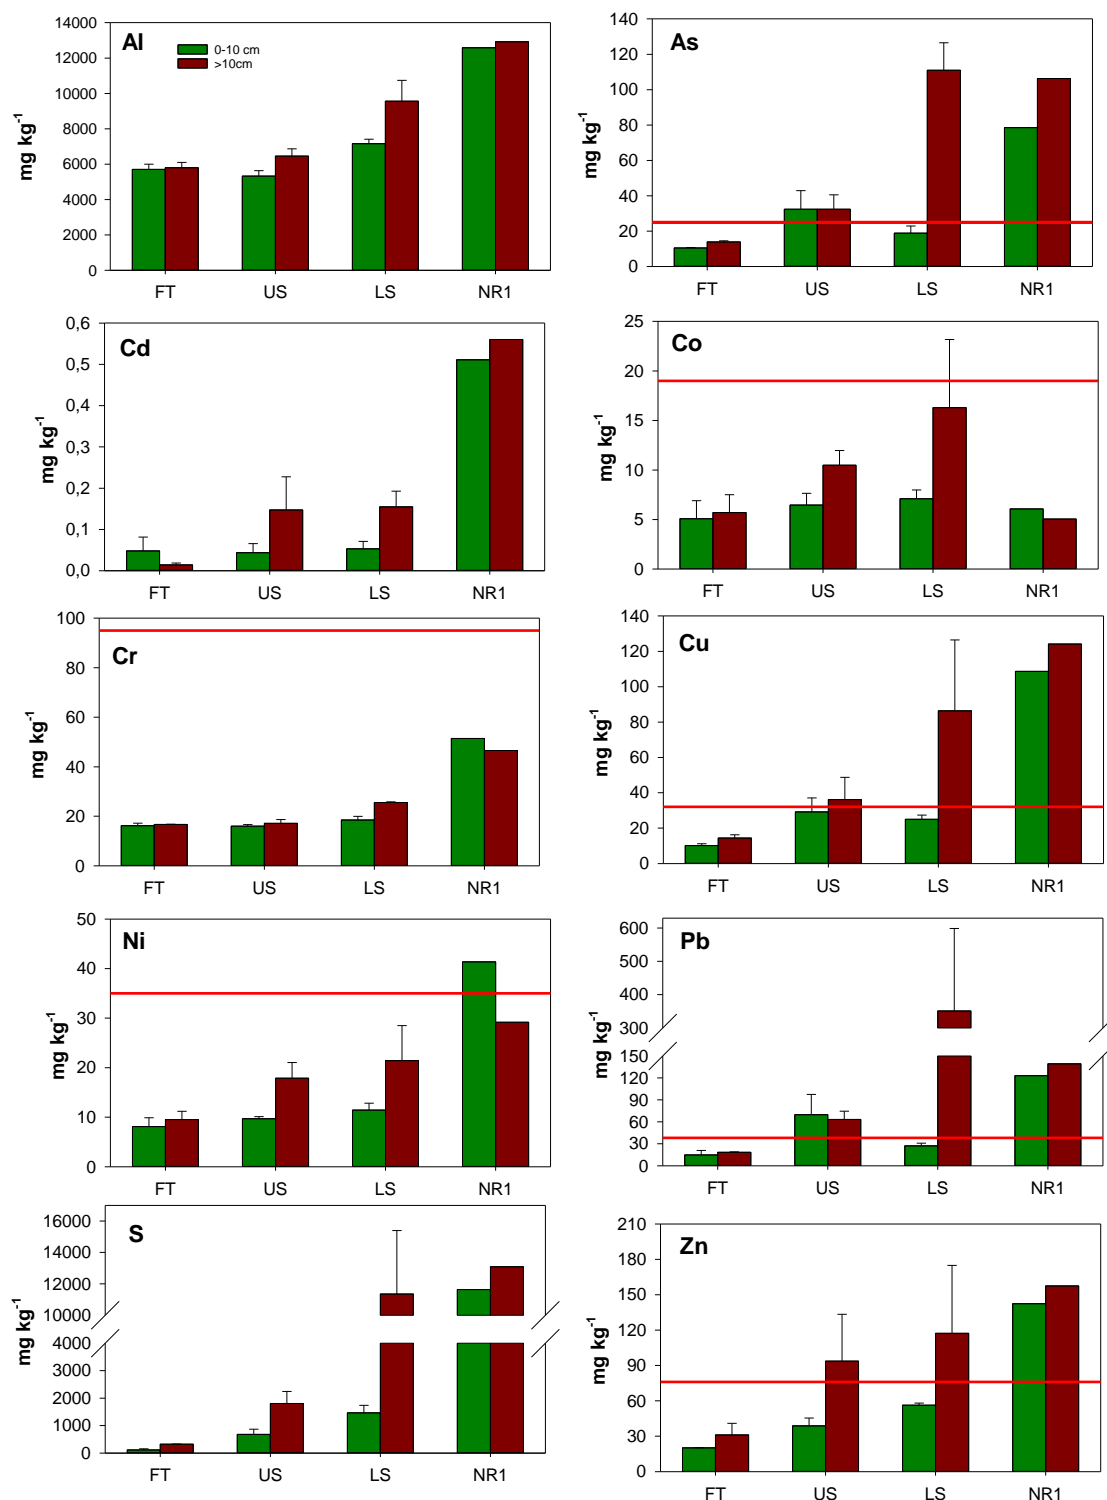 Al
0-10 cm
>10cm
14000
12000
10000
8000
6000
4000
2000
0
mg kg-1
FT US LS NR1
As
140
120
100
80
60
40
20
0
mg kg-1
FT US LS NR1
Cd
0,6
0,5
0,4
0,3
0,2
0,1
0,0
mg kg-1
FT US LS NR1
Co
25
20
15
10
5
0
mg kg-1
FT US LS NR1
Cr
100
80
60
40
20
0
mg kg-1
FT US LS NR1
Cu
140
120
100
80
60
40
20
0
mg kg-1
FT US LS NR1
Ni
50
40
30
20
10
0
mg kg-1
FT US LS NR1
Pb
600
500
400
300
150
120
90
60
30
0
mg kg-1
FT US LS NR1
S
16000
14000
12000
10000
4000
3000
2000
1000
0
mg kg-1
FT US LS NR1
Zn
210
180
150
120
90
60
30
0
mg kg-1
FT US LS NR1